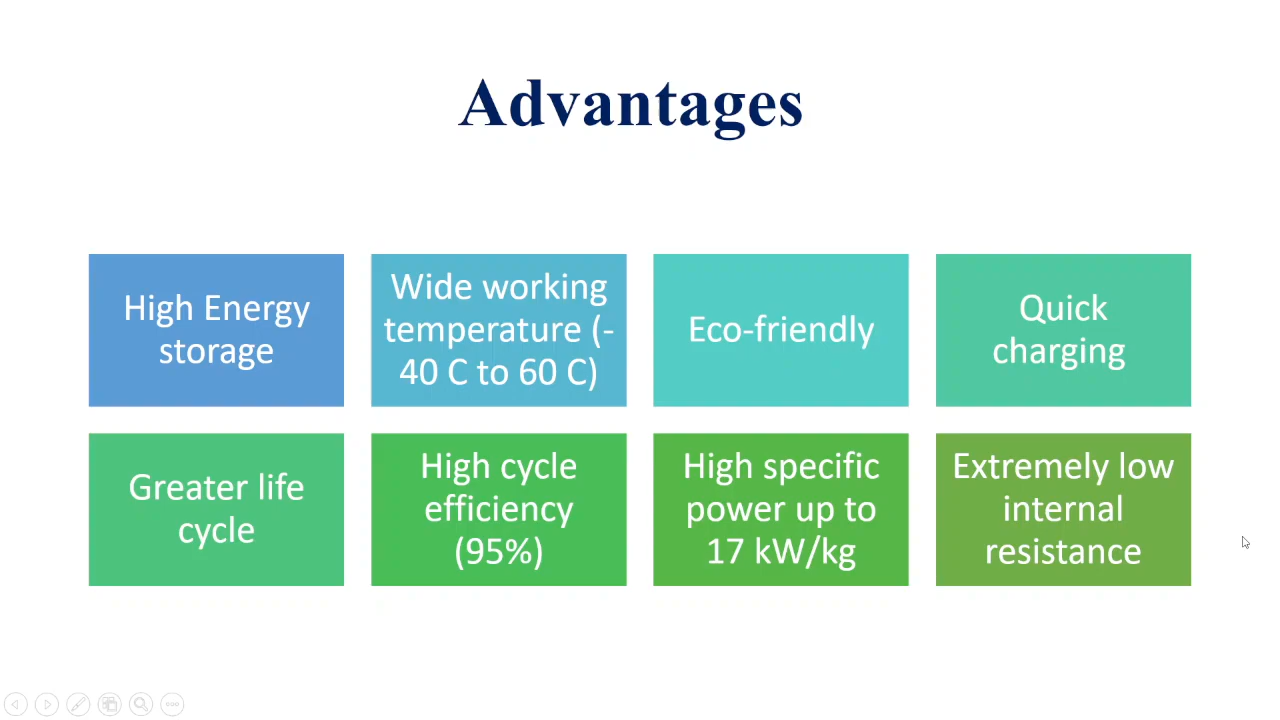 Advantages
High Energy
storage
Wide working
temperature (-
40 C to 60 C)
Eco-friendly
Quick
charging
Greater life
cycle
High cycle
efficiency
(95%)
High specific
power up to
17 kW/kg
Extremely low
internal
resistance